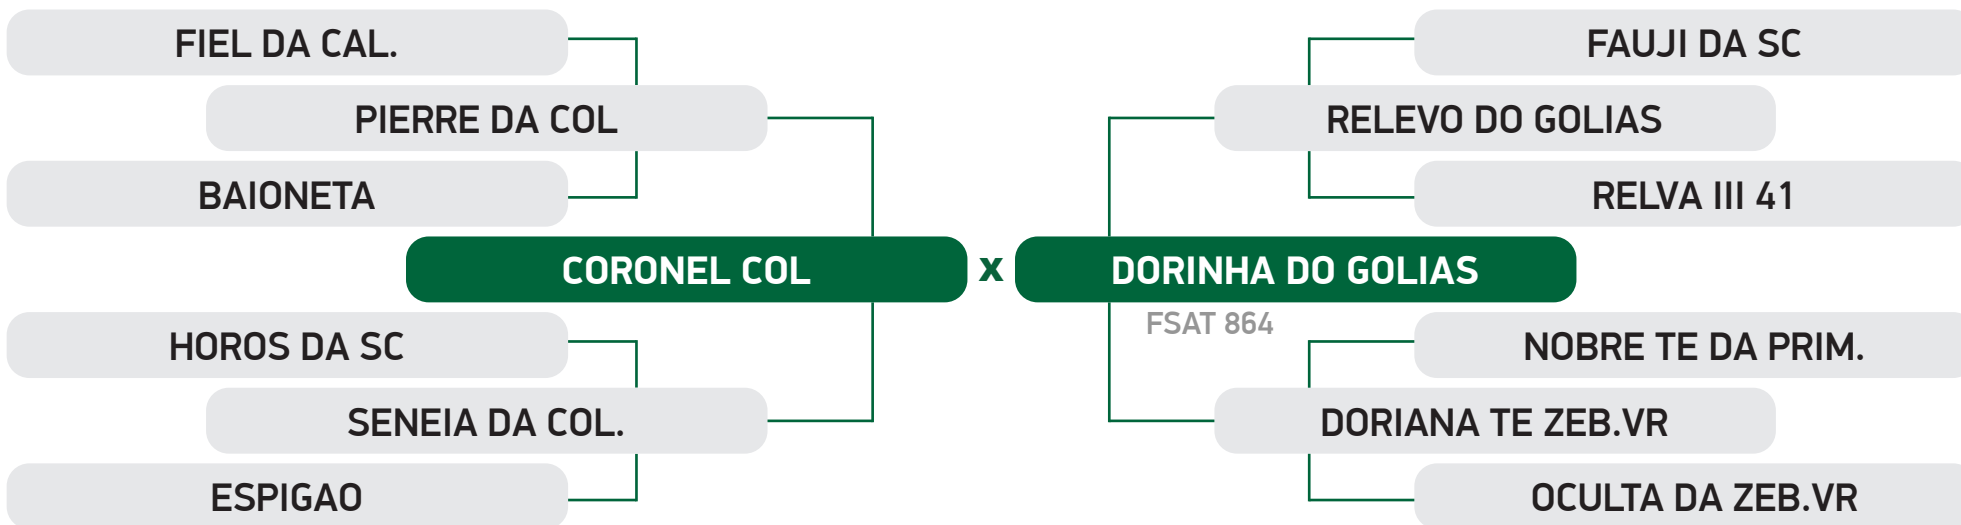 FIEL DA CAL.
FAUJI DA SC
PIERRE DA COL
RELEVO DO GOLIAS
BAIONETA
RELVA III 41
CORONEL COL x DORINHA DO GOLIAS
FSAT 864
HOROS DA SC
NOBRE TE DA PRIM.
SENEIA DA COL.
DORIANA TE ZEB.VR
ESPIGAO
OCULTA DA ZEB.VR